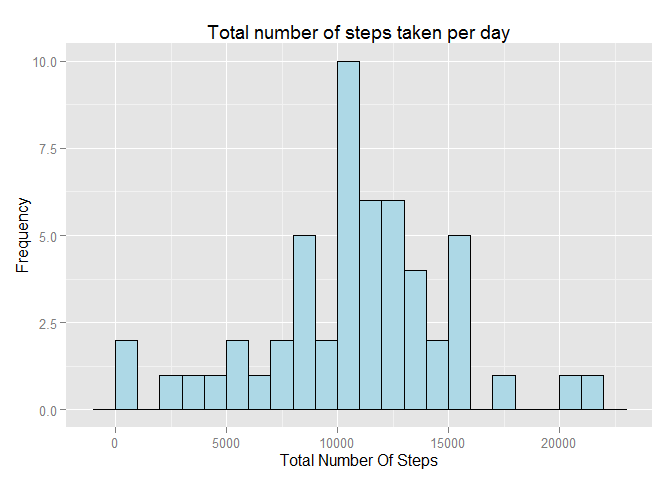 Total number of steps taken per day
10.0
7.5
5.0
2.5
0.0
Frequency
0 5000 10000 15000 20000
Total Number Of Steps